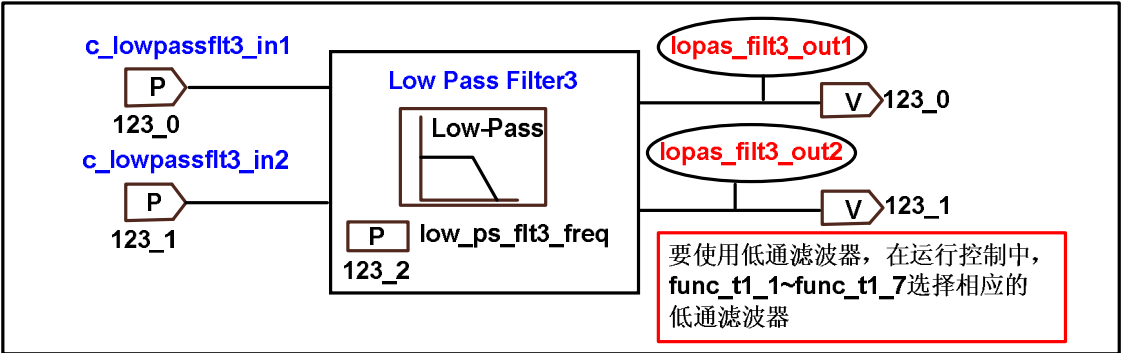 c_lowpassflt3_in1
P
123_0
c_lowpassflt3_in2
P
123_1
Low Pass Filter3
Low-Pass
P
low_ps_flt3_freq
123_2
lopas_filt3_out1
V
123_0
lopas_filt3_out2
V
123_1
要使用低通滤波器，在运行控制中，
func_t1_1~func_t1_7选择相应的
低通滤波器